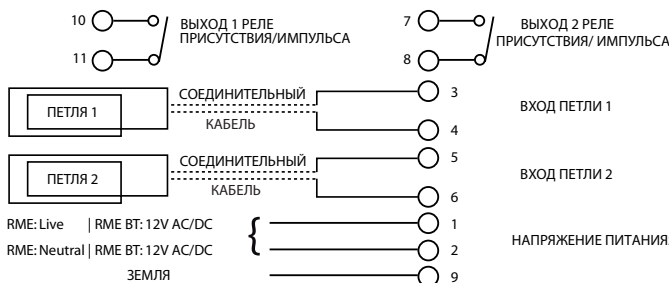 10
ВЫХОД 1 РЕЛЕ
ПРИСУТСТВИЯ/ИМПУЛЬСА
11
7
ВЫХОД 2 РЕЛЕ
ПРИСУТСТВИЯ/ ИМПУЛЬСА
8
ПЕТЛЯ 1
СОЕДИНИТЕЛЬНЫЙ
КАБЕЛЬ
3
4
ВХОД ПЕТЛИ 1
ПЕТЛЯ 2
СОЕДИНИТЕЛЬНЫЙ
КАБЕЛЬ
5
6
ВХОД ПЕТЛИ 2
RME: Live | RME BT: 12V AC/DC
1
RME: Neutral | RME BT: 12V AC/DC
2
НАПРЯЖЕНИЕ ПИТАНИЯ
ЗЕМЛЯ
9